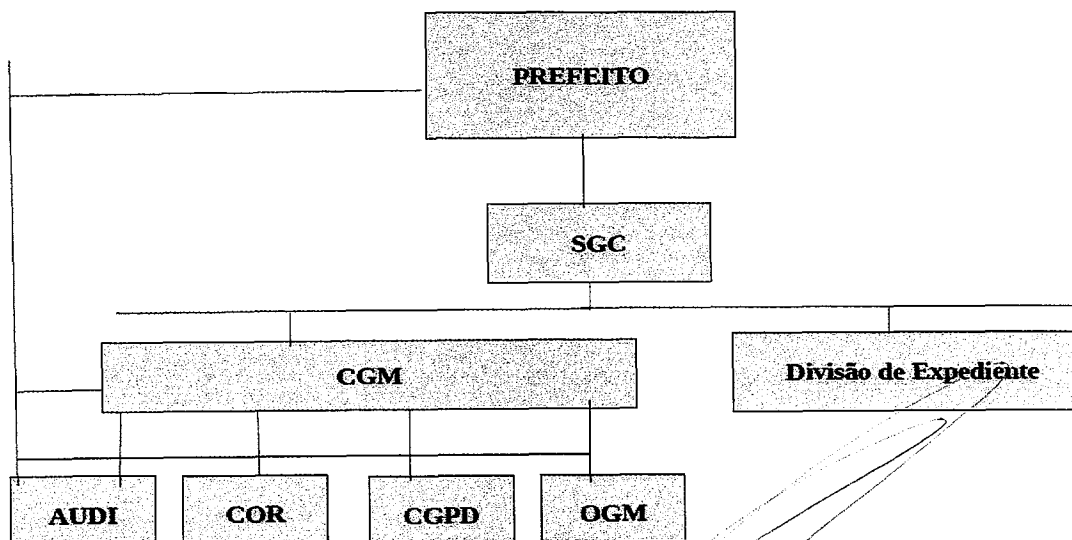 PREFEITO
SGC
CGM
Divisão de Expediente
AUDI
COR
CGPD
OGM